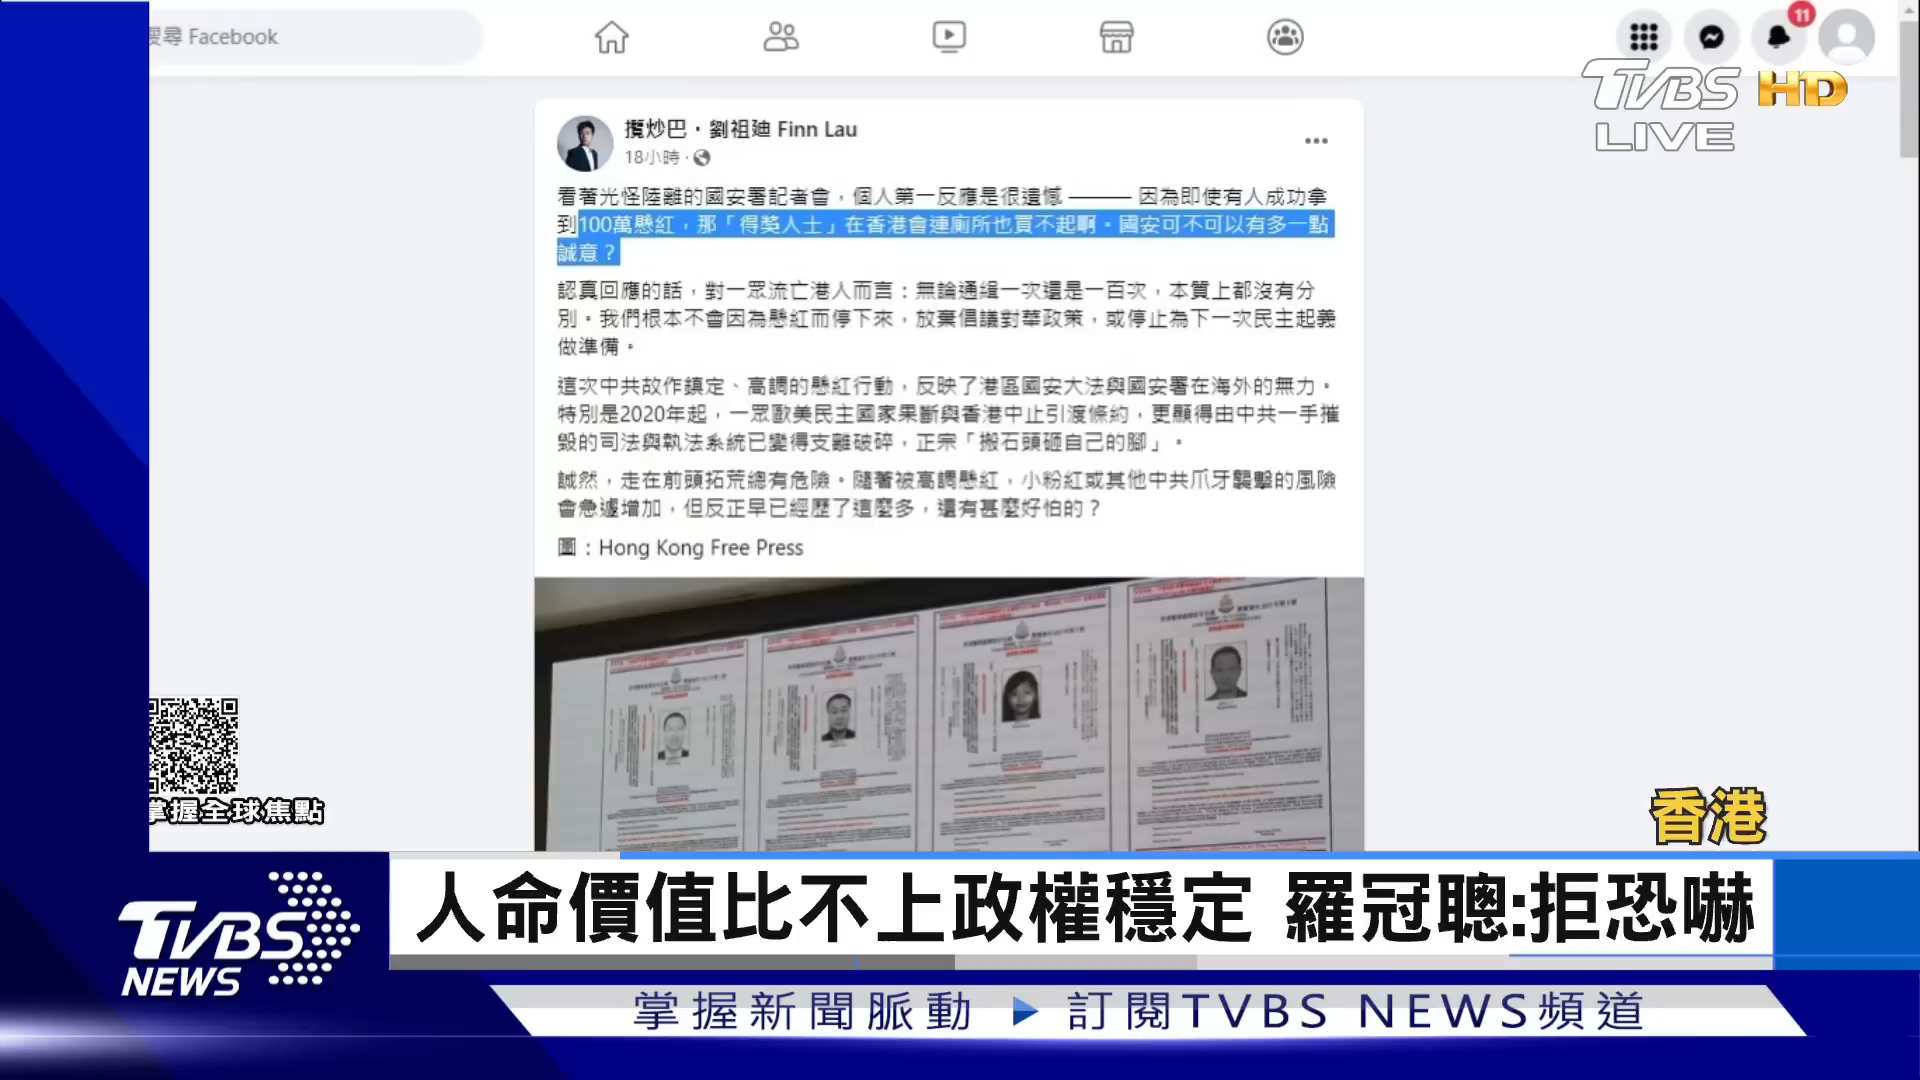 搜尋 Facebook
11
TVBS HD
LIVE
攬炒巴・劉祖廸 Finn Lau
18小時・
看著光怪陸離的國安署記者會，個人第一反應是很遺憾 ——— 因為即使有人成功拿
到100萬懸紅，那「得獎人士」在香港會連廁所也買不起啊。國安可不可以有多一點
誠意？
認真回應的話，對一眾流亡港人而言：無論通緝一次還是一百次，本質上都沒有分
別。我們根本不會因為懸紅而停下來，放棄倡議對華政策，或停止為下一次民主起義
做準備。
這次中共故作鎮定、高調的懸紅行動，反映了港區國安大法與國安署在海外的無力。
特別是2020年起，一眾歐美民主國家果斷與香港中止引渡條約，更顯得由中共一手摧
毀的司法與執法系統已變得支離破碎，正宗「搬石頭砸自己的腳」。
誠然，走在前頭拓荒總有危險。隨著被高調懸紅，小粉紅或其他中共爪牙襲擊的風險
會急遽增加，但反正早已經歷了這麼多，還有甚麼好怕的？
圖：Hong Kong Free Press
掌握全球焦點
香港
人命價值比不上政權穩定 羅冠聰:拒恐嚇
TVBS
NEWS
掌握新聞脈動 ▶ 訂閱TVBS NEWS頻道